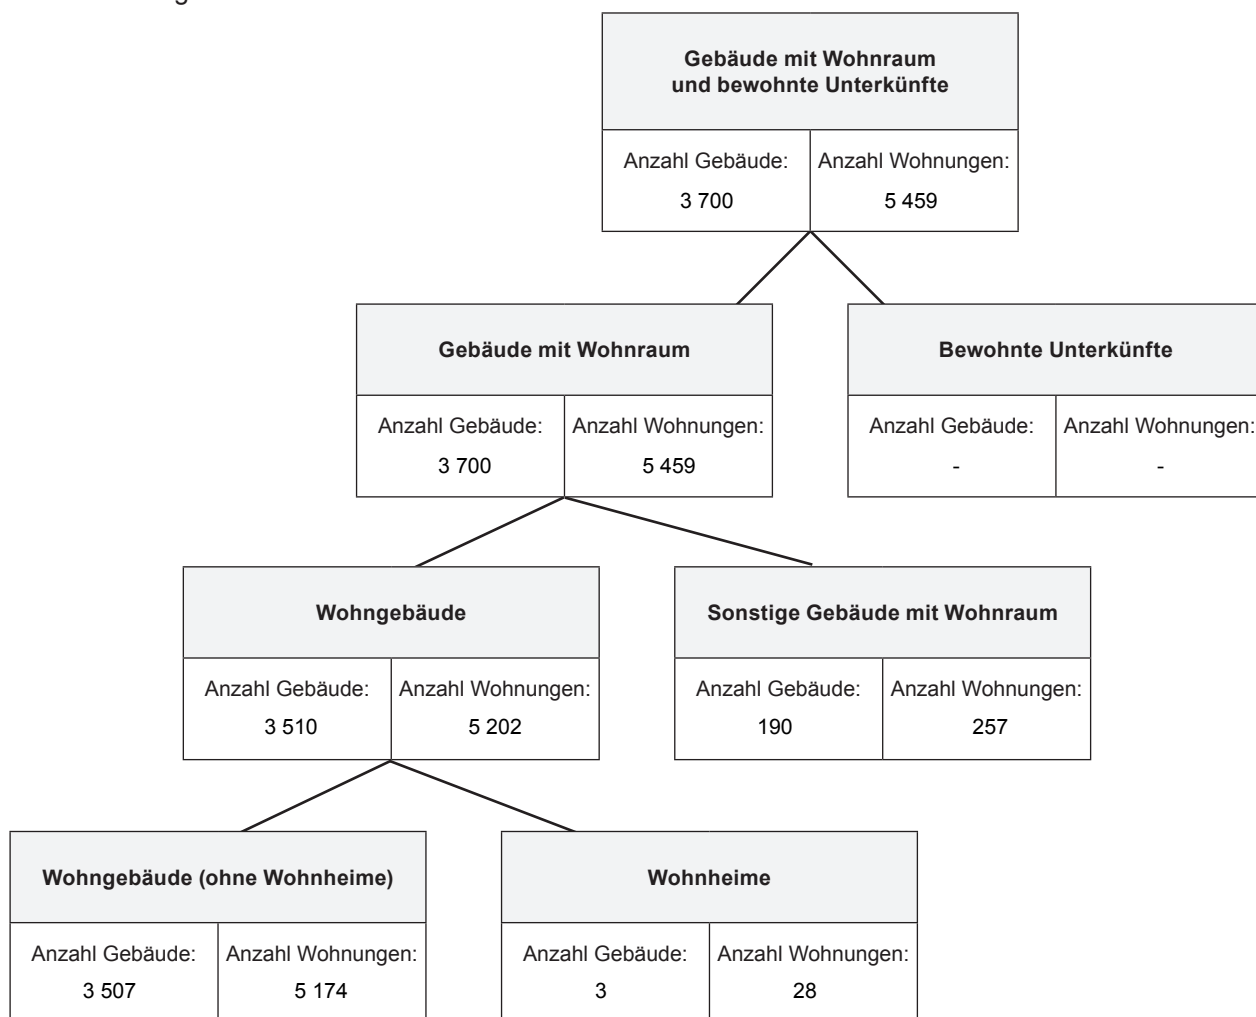 Gebäude mit Wohnraum
und bewohnte Unterkünfte
Anzahl Gebäude: Anzahl Wohnungen:
3 700 5 459
Gebäude mit Wohnraum
Anzahl Gebäude: Anzahl Wohnungen:
3 700 5 459
Bewohnte Unterkünfte
Anzahl Gebäude: Anzahl Wohnungen:
- -
Wohngebäude
Anzahl Gebäude: Anzahl Wohnungen:
3 510 5 202
Sonstige Gebäude mit Wohnraum
Anzahl Gebäude: Anzahl Wohnungen:
190 257
Wohngebäude (ohne Wohnheime)
Anzahl Gebäude: Anzahl Wohnungen:
3 507 5 174
Wohnheime
Anzahl Gebäude: Anzahl Wohnungen:
3 28